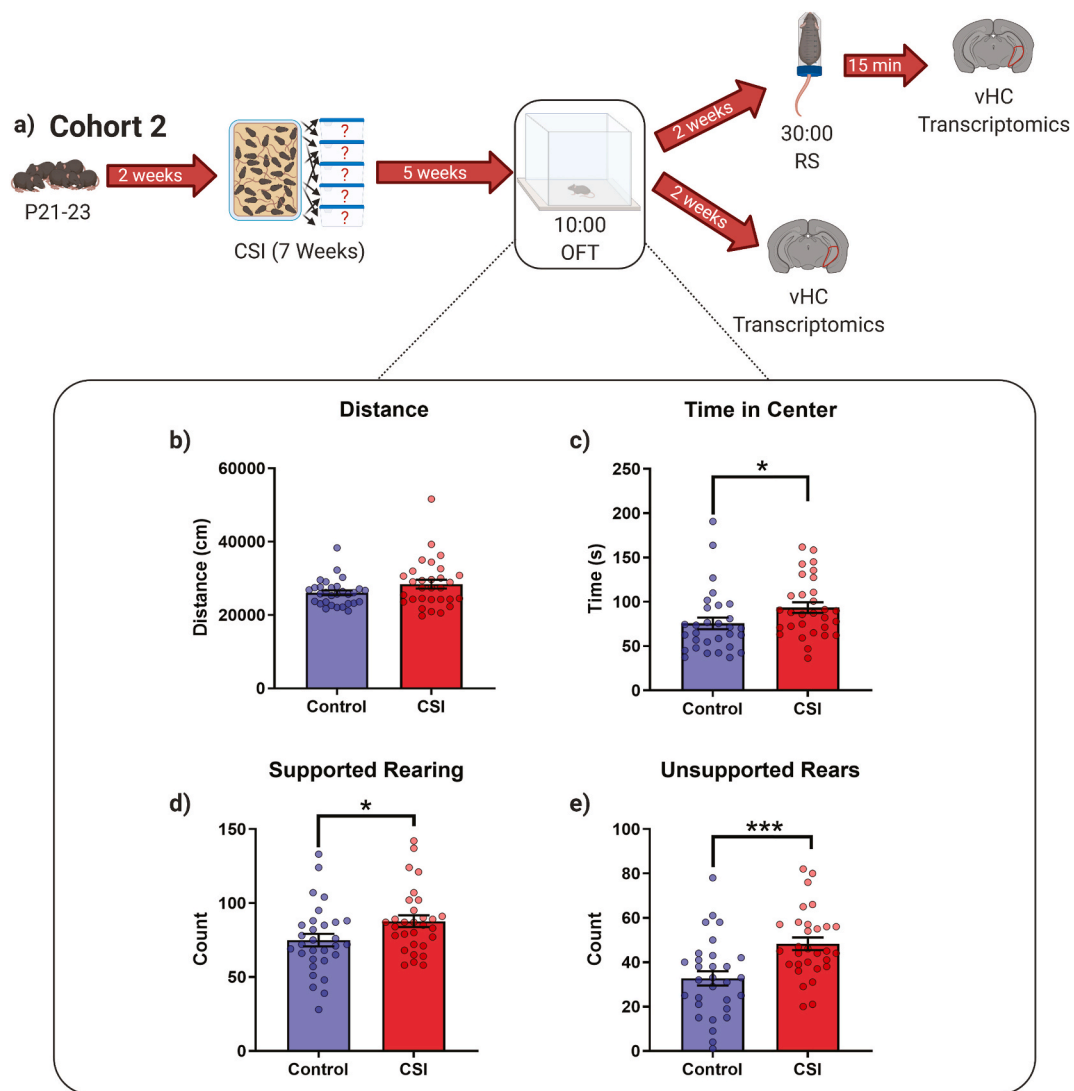 a) Cohort 2
P21-23
2 weeks
?
?
?
?
?
CSI (7 Weeks)
5 weeks
10:00
OFT
2 weeks
30:00
RS
15 min
vHC
Transcriptomics
2 weeks
vHC
Transcriptomics
Distance
b)
60000
40000
20000
0
Distance (cm)
Control
CSI
Time in Center
c)
*
250
200
150
100
50
0
Time (s)
Control
CSI
Supported Rearing
d)
*
150
100
50
0
Count
Control
CSI
Unsupported Rears
e)
***
100
80
60
40
20
0
Count
Control
CSI